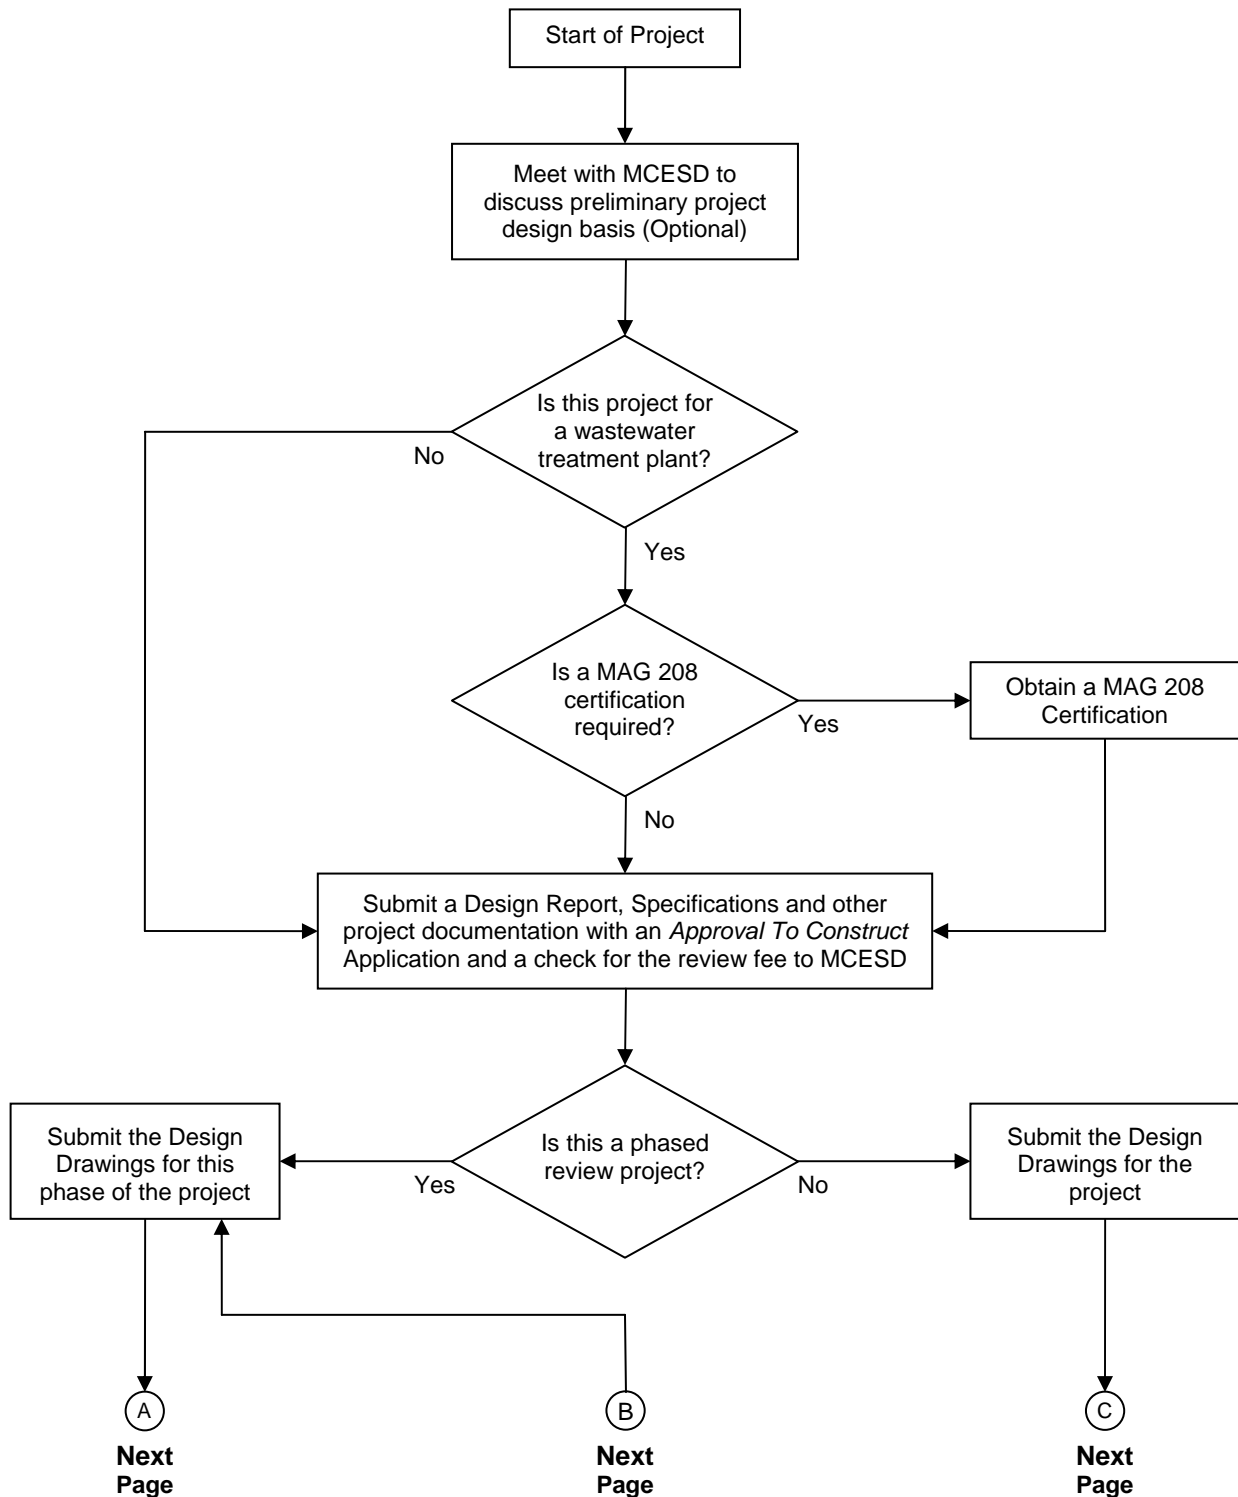 Start of Project
Meet with MCESD to
discuss preliminary project
design basis (Optional)
Is this project for
a wastewater
treatment plant?
No
Yes
Is a MAG 208
certification
required?
Yes
Obtain a MAG 208
Certification
No
Submit a Design Report, Specifications and other
project documentation with an Approval To Construct
Application and a check for the review fee to MCESD
Submit the Design
Drawings for this
phase of the project
Yes
Is this a phased
review project?
No
Submit the Design
Drawings for the
project
A
Next
Page
B
Next
Page
C
Next
Page